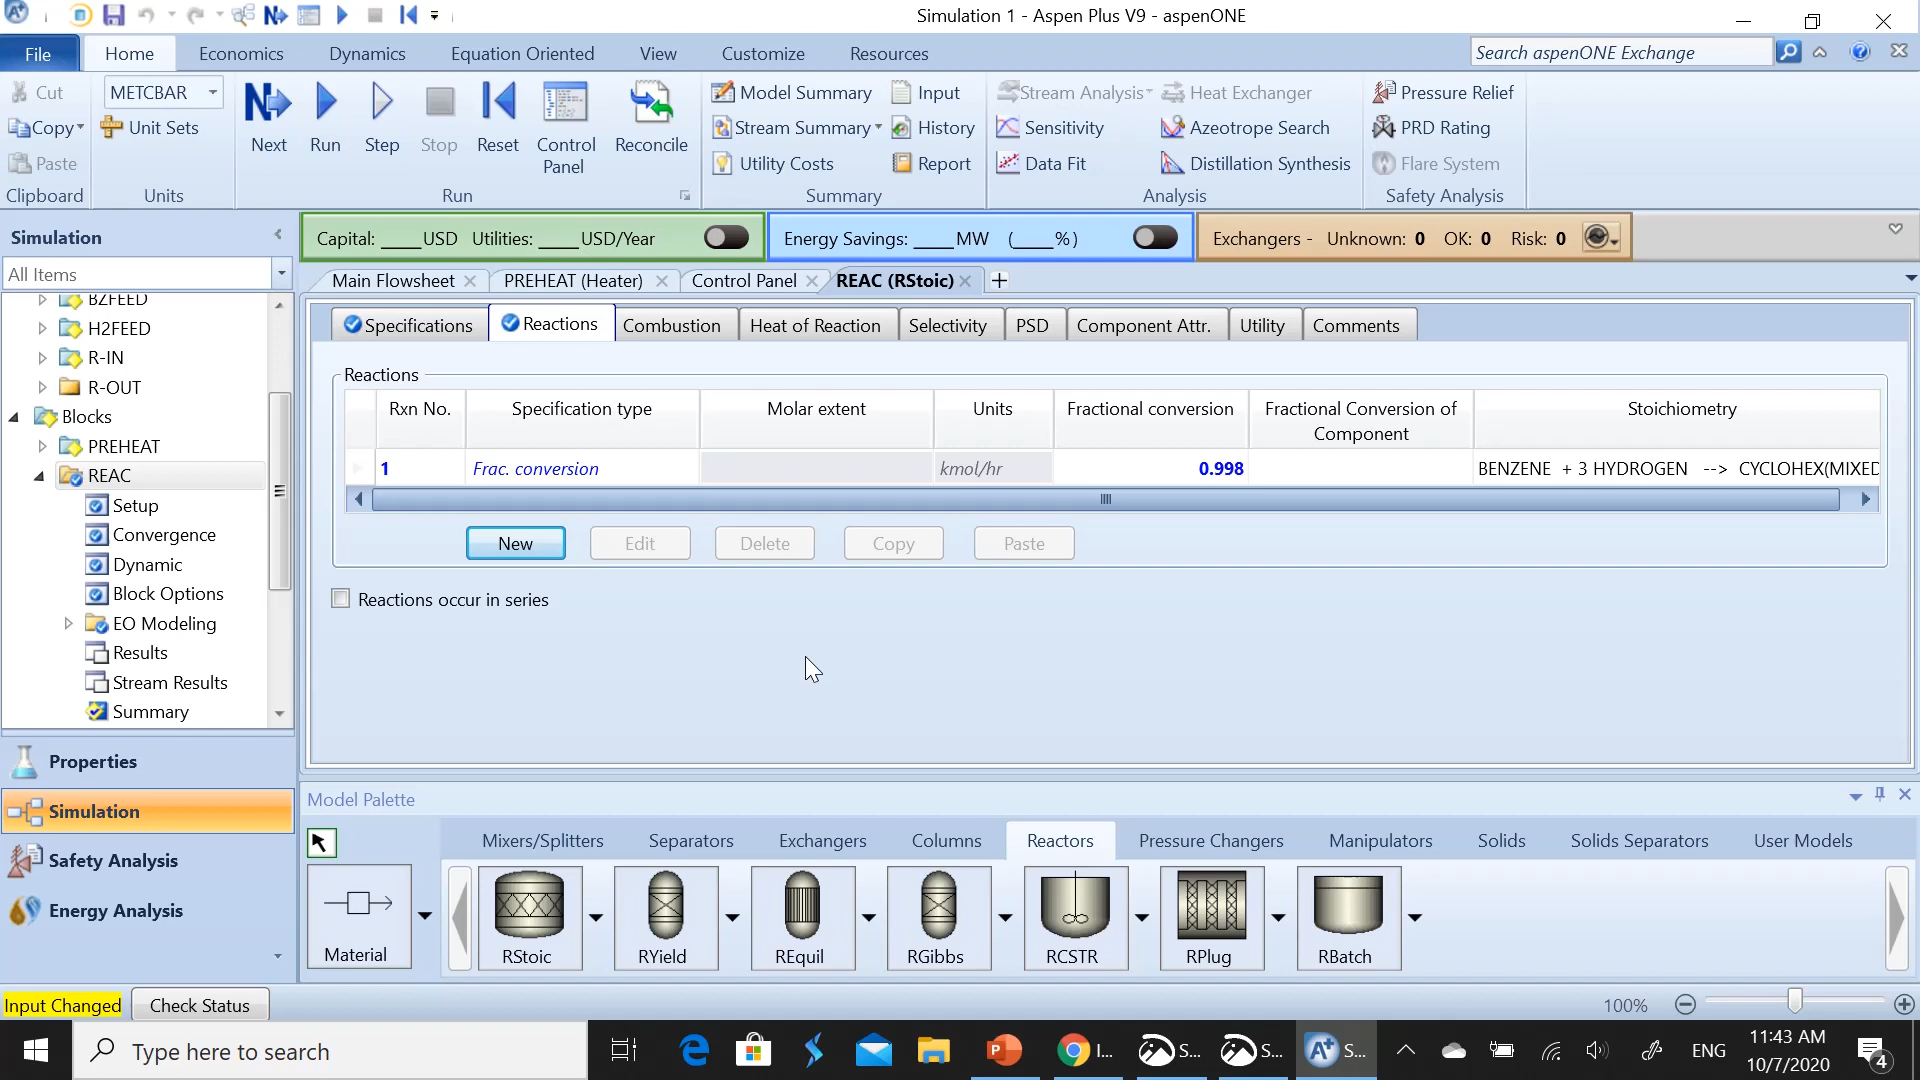 Simulation 1 - Aspen Plus V9 - aspenONE
File Home Economics Dynamics Equation Oriented View Customize Resources Search aspenONE Exchange
Cut METCBAR Model Summary Input Stream Analysis Heat Exchanger Pressure Relief
Copy Unit Sets Next Run Step Stop Reset Control Panel Reconcile Stream Summary History Sensitivity Azeotrope Search PRD Rating
Paste Utility Costs Report Data Fit Distillation Synthesis Flare System
Clipboard Units Run Summary Analysis Safety Analysis
Simulation Capital: ____USD Utilities: ____USD/Year Energy Savings: ____MW (____%) Exchangers - Unknown: 0 OK: 0 Risk: 0
All Items Main Flowsheet PREHEAT (Heater) Control Panel REAC (RStoic)
BZFEED
H2FEED
R-IN
R-OUT
Blocks
PREHEAT
REAC
Setup
Convergence
Dynamic
Block Options
EO Modeling
Results
Stream Results
Summary
Properties
Simulation
Safety Analysis
Energy Analysis
Specifications Reactions Combustion Heat of Reaction Selectivity PSD Component Attr. Utility Comments
Reactions
Rxn No. Specification type Molar extent Units Fractional conversion Fractional Conversion of Component Stoichiometry
1 Frac. conversion kmol/hr 0.998 BENZENE + 3 HYDROGEN --> CYCLOHEX(MIXED
New Edit Delete Copy Paste
Reactions occur in series
Model Palette
Mixers/Splitters Separators Exchangers Columns Reactors Pressure Changers Manipulators Solids Solids Separators User Models
Material RStoic RYield REquil RGibbs RCSTR RPlug RBatch
Input Changed Check Status 100%
Type here to search I... S... S... S... ENG 11:43 AM
10/7/2020 4